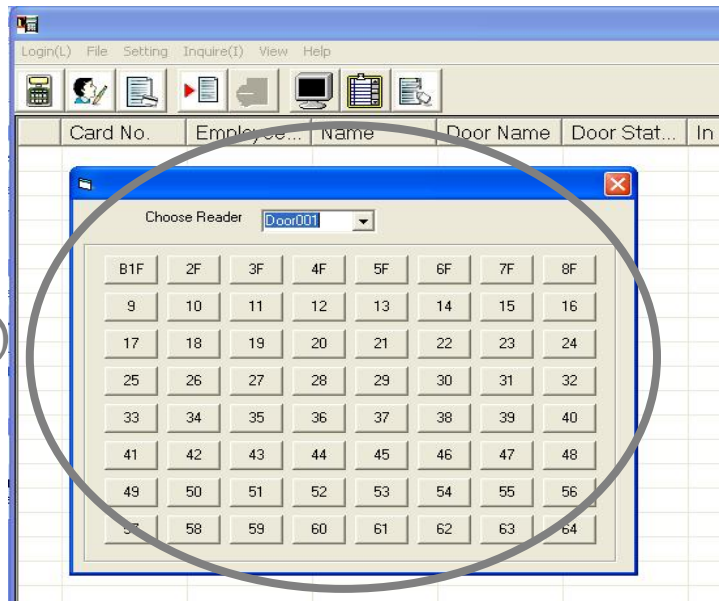 Login(L) File Setting Inquire(I) View Help
Card No. Employee... Name Door Name Door Stat... In
Choose Reader Door001
B1F 2F 3F 4F 5F 6F 7F 8F
9 10 11 12 13 14 15 16
17 18 19 20 21 22 23 24
25 26 27 28 29 30 31 32
33 34 35 36 37 38 39 40
41 42 43 44 45 46 47 48
49 50 51 52 53 54 55 56
57 58 59 60 61 62 63 64